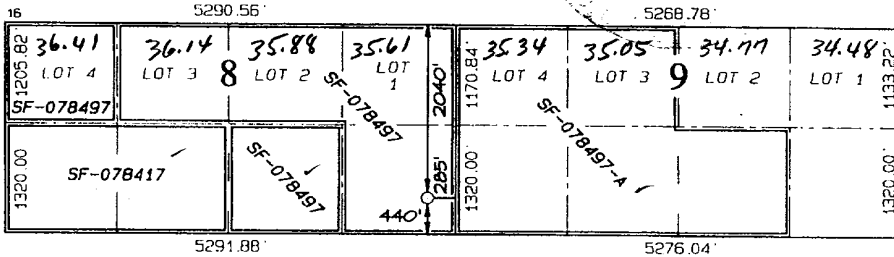 16
5290.56'
5268.78'
1205.82'
36.41
36.14
35.88
35.61
1170.84'
35.34
35.05
34.77
34.48
1133.22'
LOT 4
LOT 3
8
LOT 2
LOT
1
LOT 4
LOT 3
9
LOT 2
LOT 1
SF-078497
SF-078497
2040'
SF-078497-A
SF-078417
SF-078497
1320.00'
285'
440'
1320.00'
1320.00'
5291.88'
5276.04'